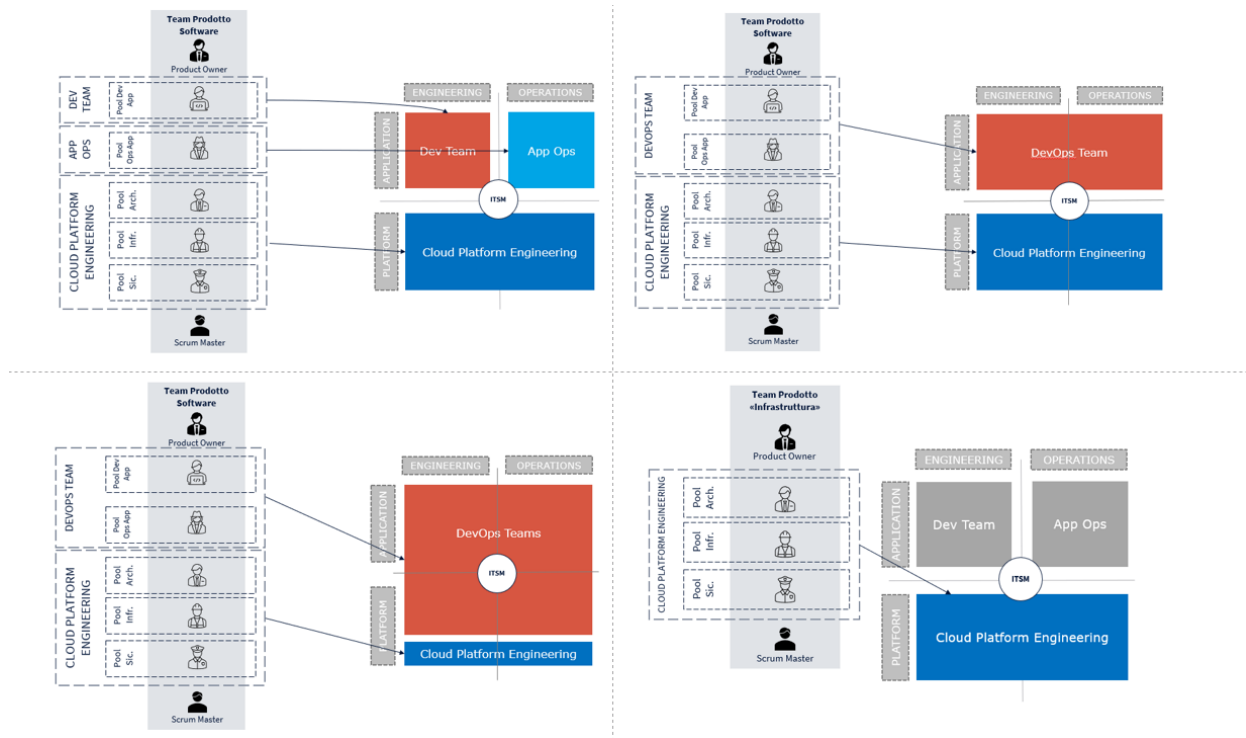 Team Prodotto
Software
Product Owner
DEV
TEAM
Pool Dev
App
APP
OPS
Pool
Ops App
CLOUD PLATFORM
ENGINEERING
Pool
Arch.
Pool
Infr.
Pool
Sic.
Scrum Master
ENGINEERING
OPERATIONS
APPLICATION
Dev Team
App Ops
ITSM
PLATFORM
Cloud Platform Engineering
Team Prodotto
Software
Product Owner
DEVOPS TEAM
Pool Dev
App
Pool
Ops App
CLOUD PLATFORM
ENGINEERING
Pool
Arch.
Pool
Infr.
Pool
Sic.
Scrum Master
ENGINEERING
OPERATIONS
APPLICATION
DevOps Team
ITSM
PLATFORM
Cloud Platform Engineering
Team Prodotto
Software
Product Owner
DEVOPS TEAM
Pool Dev
App
Pool
Ops App
CLOUD PLATFORM
ENGINEERING
Pool
Arch.
Pool
Infr.
Pool
Sic.
Scrum Master
ENGINEERING
OPERATIONS
APPLICATION
DevOps Teams
ITSM
PLATFORM
Cloud Platform Engineering
Team Prodotto
«Infrastruttura»
Product Owner
CLOUD PLATFORM ENGINEERING
Pool
Arch.
Pool
Infr.
Pool
Sic.
Scrum Master
ENGINEERING
OPERATIONS
APPLICATION
Dev Team
App Ops
ITSM
PLATFORM
Cloud Platform Engineering